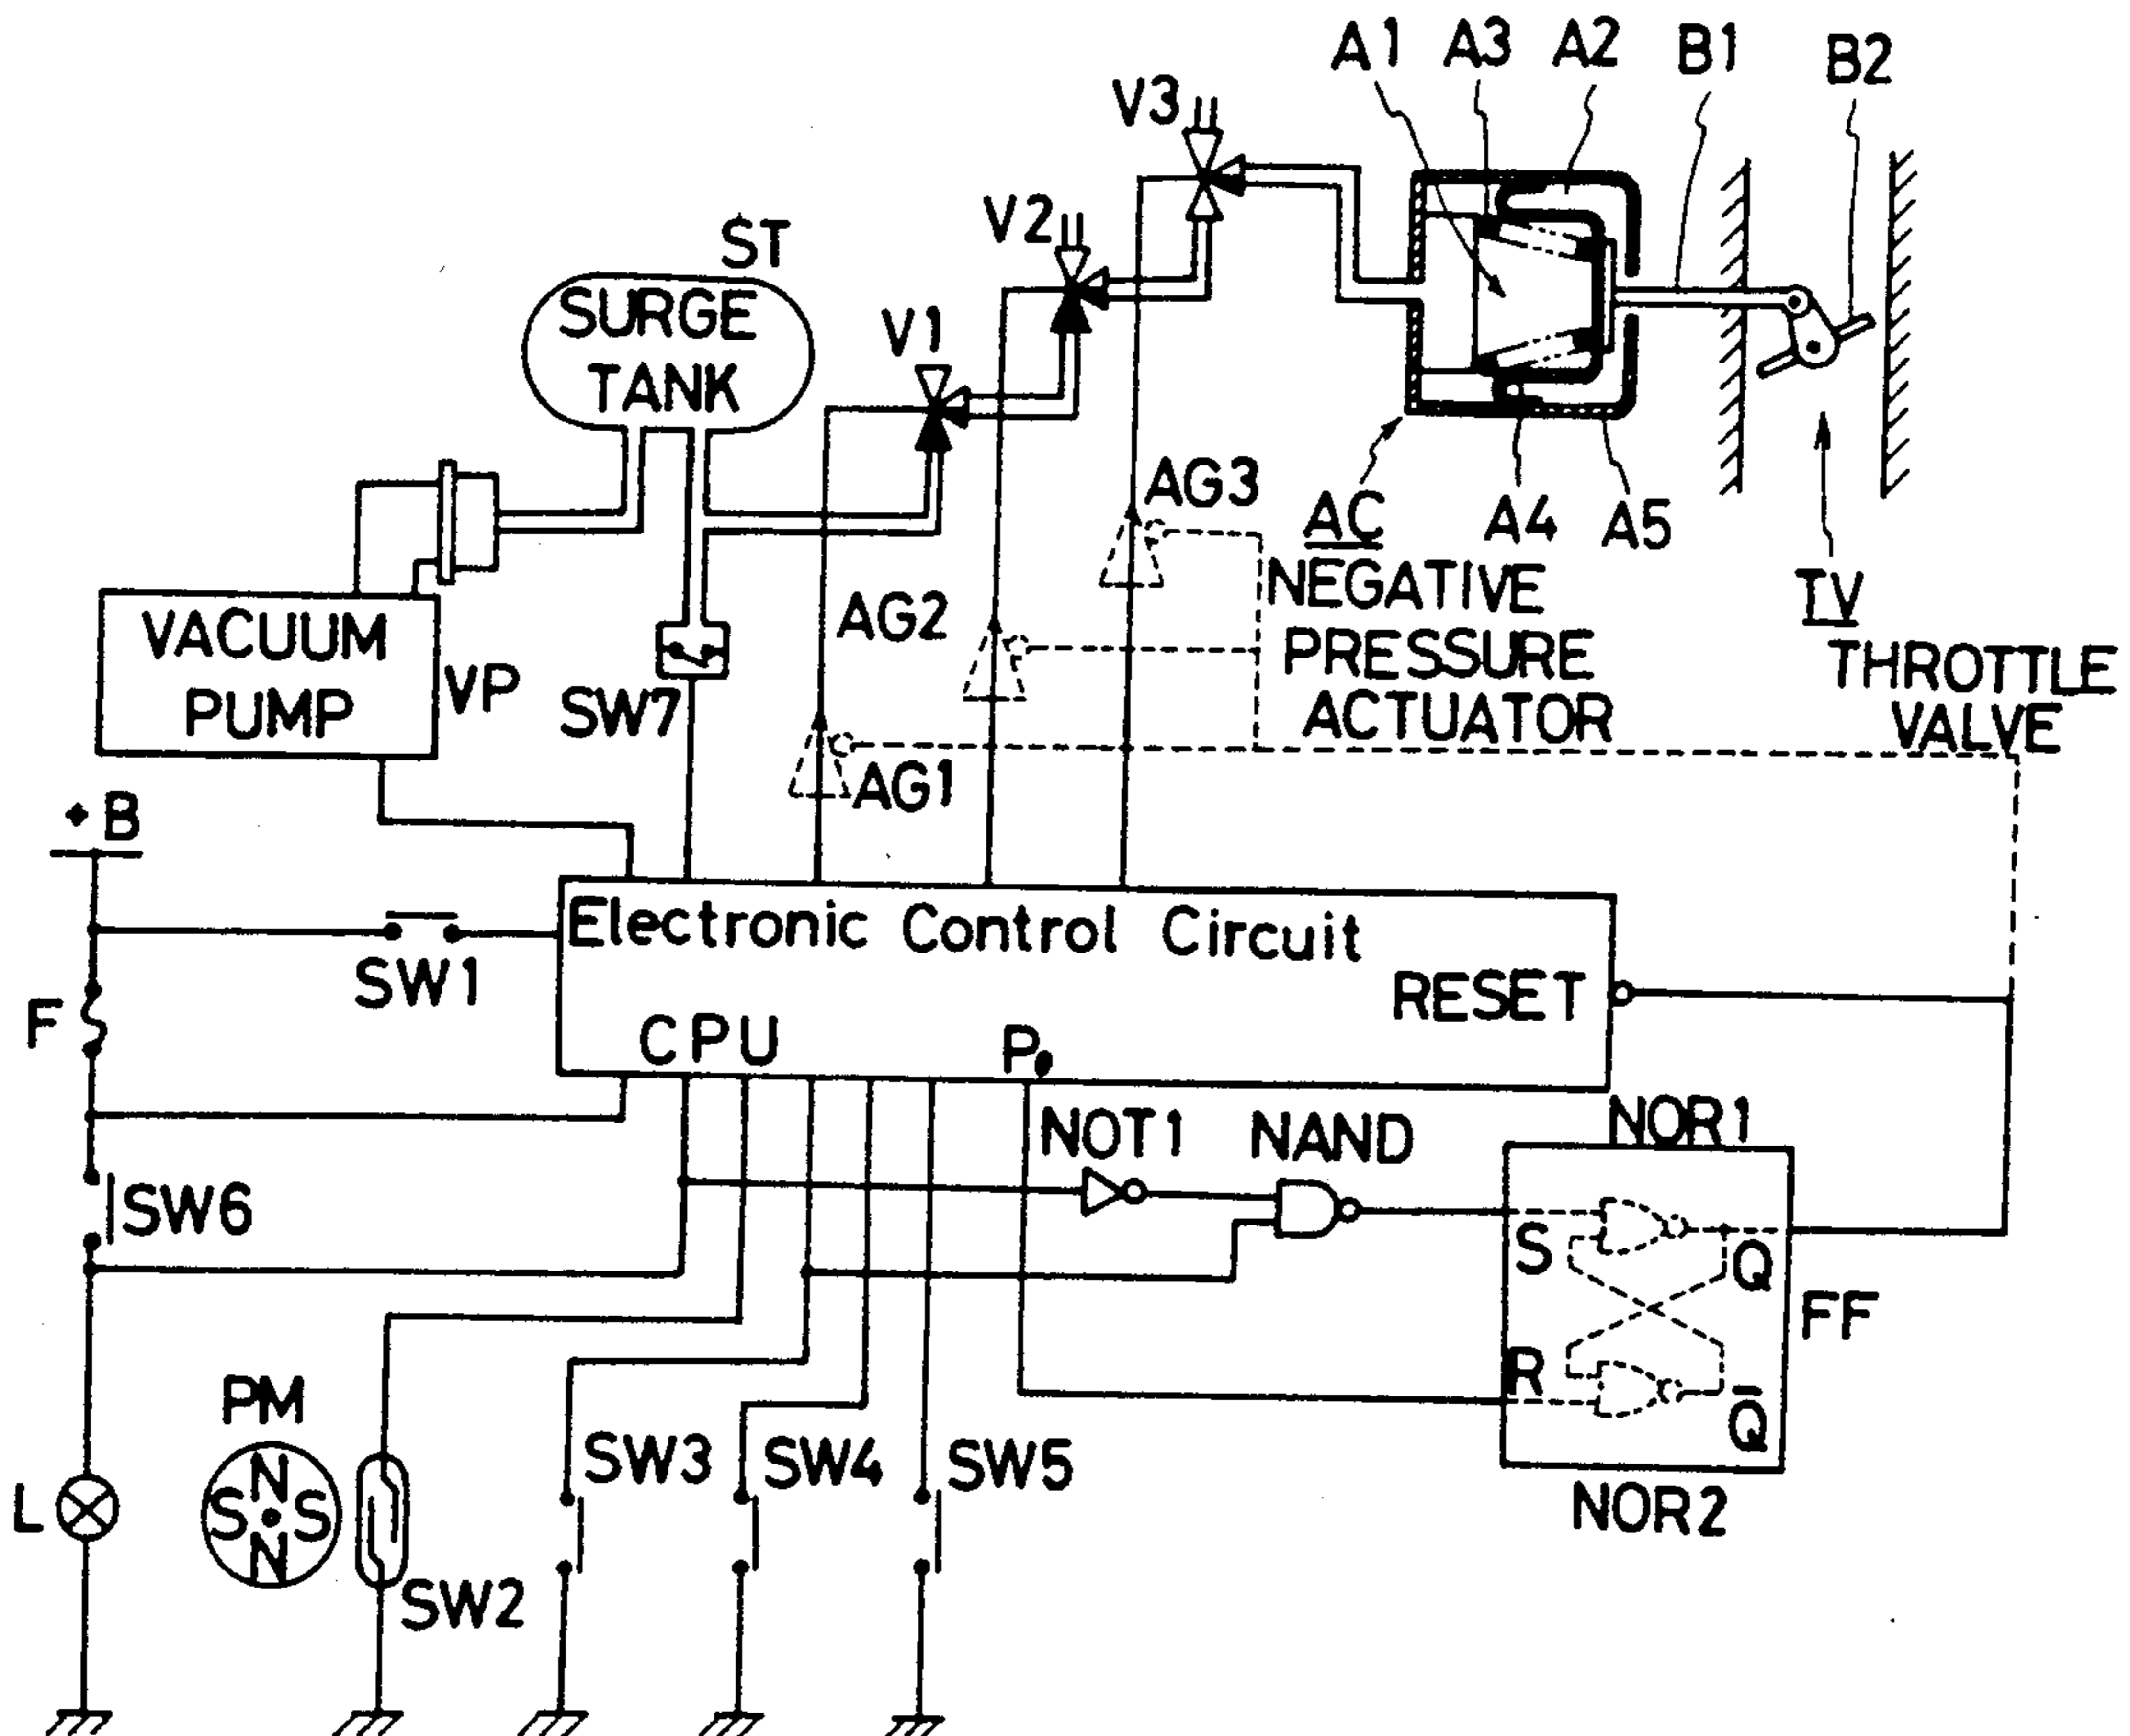 A1 A3 A2 B1 B2
V3
V2
ST
SURGE
TANK
V1
AG3
AC
A4 A5
NEGATIVE
PRESSURE
ACTUATOR
TV
THROTTLE
VALVE
VACUUM
PUMP
VP
SW7
AG2
AG1
+B
SW1
F
Electronic Control Circuit
RESET
CPU
P0
NOT1
NAND
NOR1
SW6
S
Q
FF
R
Q̄
NOR2
PM
N
S S
N
L
SW2
SW3
SW4
SW5